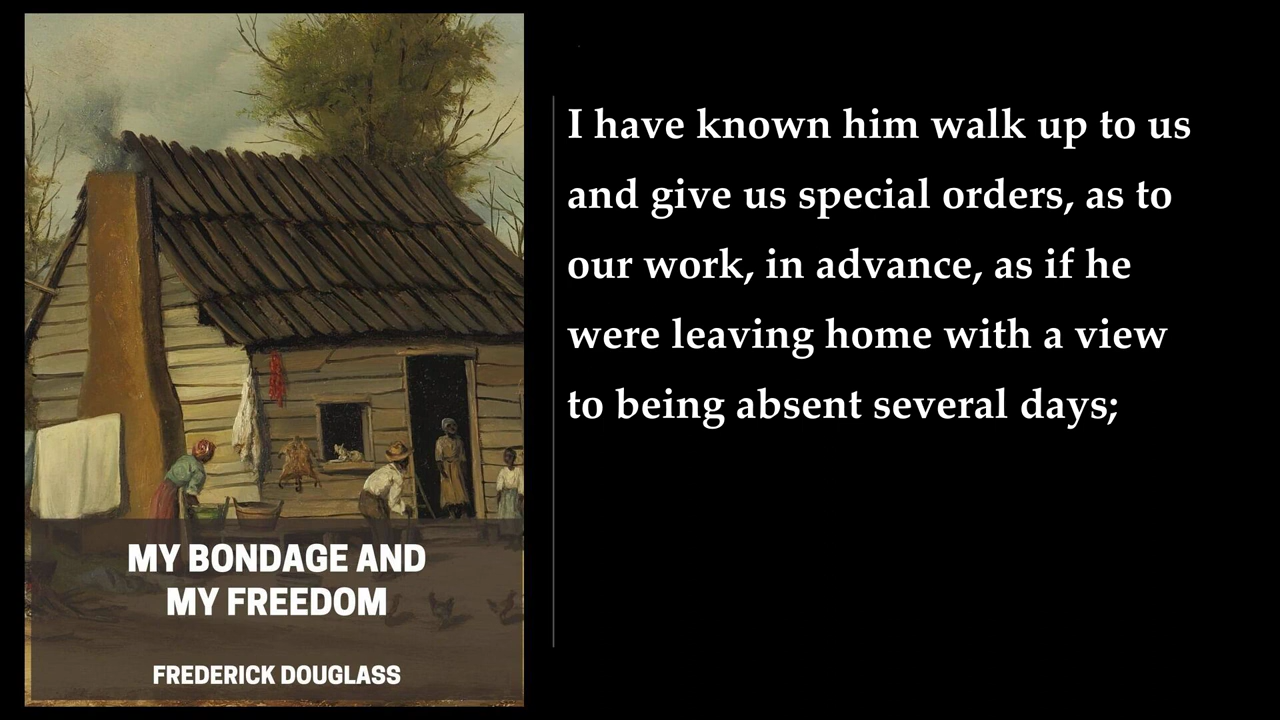 MY BONDAGE AND
MY FREEDOM
FREDERICK DOUGLASS
I have known him walk up to us
and give us special orders, as to
our work, in advance, as if he
were leaving home with a view
to being absent several days;